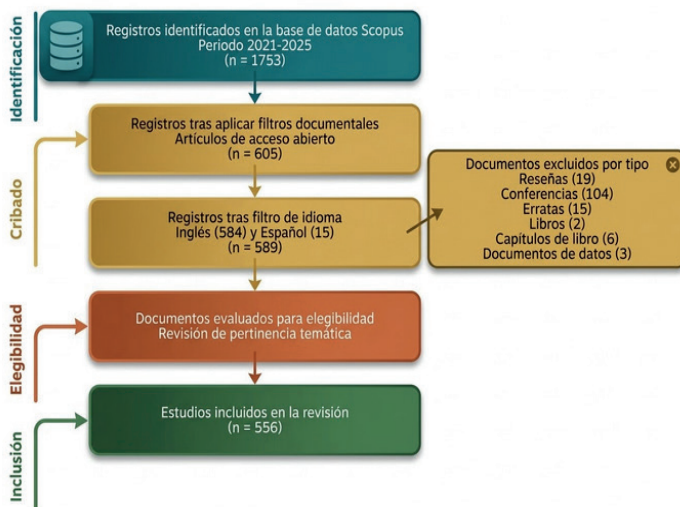 Identificación
Registros identificados en la base de datos Scopus
Periodo 2021-2025
(n = 1753)
Cribado
Registros tras aplicar filtros documentales
Artículos de acceso abierto
(n = 605)
Registros tras filtro de idioma
Inglés (584) y Español (15)
(n = 589)
Documentos excluidos por tipo
Reseñas (19)
Conferencias (104)
Erratas (15)
Libros (2)
Capítulos de libro (6)
Documentos de datos (3)
Elegibilidad
Documentos evaluados para elegibilidad
Revisión de pertinencia temática
Inclusión
Estudios incluidos en la revisión
(n = 556)